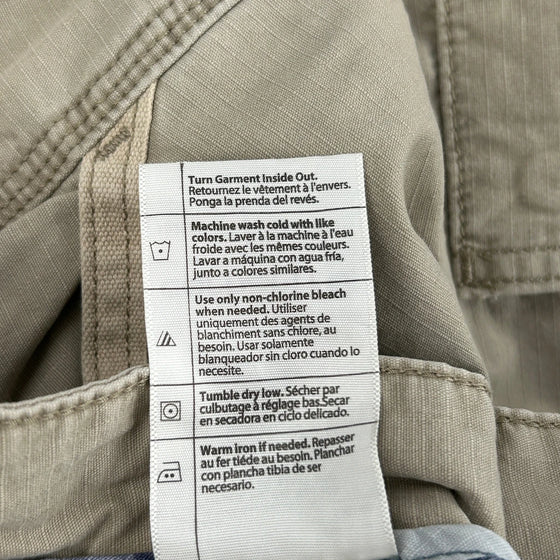 Turn Garment Inside Out.
Retournez le vêtement à l'envers.
Ponga la prenda del revés.
Machine wash cold with like
colors. Laver à la machine à l'eau
froide avec les mêmes couleurs.
Lavar a máquina con agua fría,
junto a colores similares.
Use only non-chlorine bleach
when needed. Utiliser
uniquement des agents de
blanchiment sans chlore, au
besoin. Usar solamente
blanqueador sin cloro cuando lo
necesite.
Tumble dry low. Sécher par
culbutage à réglage bas.Secar
en secadora en ciclo delicado.
Warm iron if needed. Repasser
au fer tiéde au besoin. Planchar
con plancha tibia de ser
necesario.